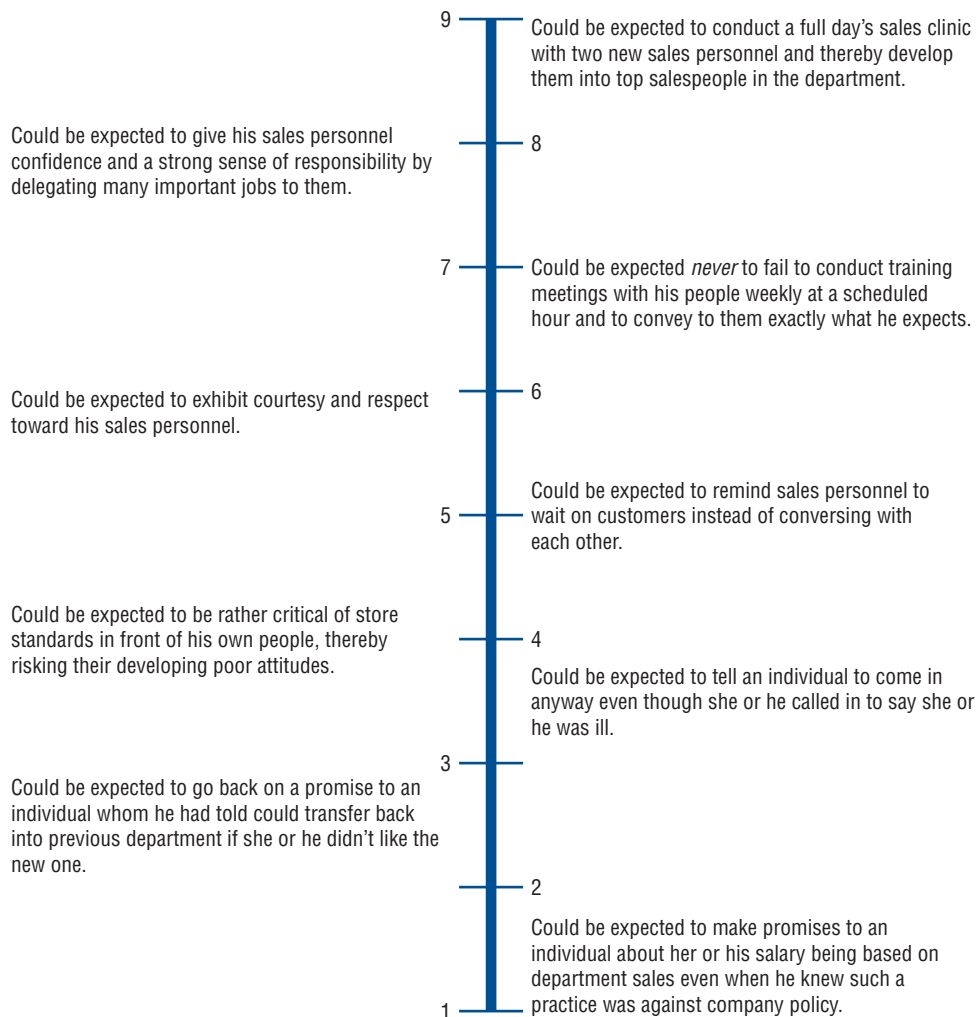 9
Could be expected to conduct a full day’s sales clinic
with two new sales personnel and thereby develop
them into top salespeople in the department.
Could be expected to give his sales personnel
confidence and a strong sense of responsibility by
delegating many important jobs to them.
8
7
Could be expected never to fail to conduct training
meetings with his people weekly at a scheduled
hour and to convey to them exactly what he expects.
Could be expected to exhibit courtesy and respect
toward his sales personnel.
6
5
Could be expected to remind sales personnel to
wait on customers instead of conversing with
each other.
Could be expected to be rather critical of store
standards in front of his own people, thereby
risking their developing poor attitudes.
4
Could be expected to tell an individual to come in
anyway even though she or he called in to say she or
he was ill.
3
Could be expected to go back on a promise to an
individual whom he had told could transfer back
into previous department if she or he didn’t like the
new one.
2
Could be expected to make promises to an
individual about her or his salary being based on
department sales even when he knew such a
practice was against company policy.
1